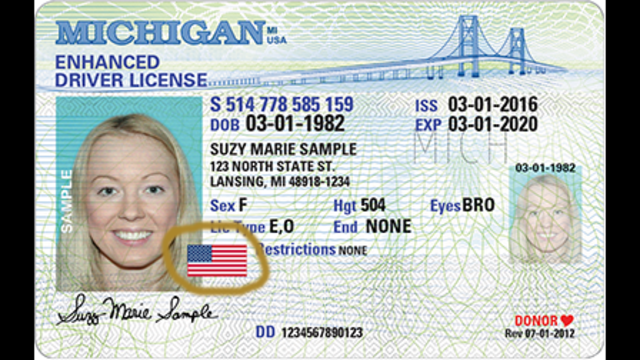 MICHIGAN MI USA
ENHANCED
DRIVER LICENSE
S 514 778 585 159
ISS 03-01-2016
DOB 03-01-1982
EXP 03-01-2020
MICH
SUZY MARIE SAMPLE
123 NORTH STATE ST.
LANSING, MI 48918-1234
03-01-1982
Sex F Hgt 504 Eyes BRO
Lic Type E,O End NONE
Restrictions NONE
SAMPLE
Suzy Marie Sample
DD 1234567890123
DONOR
Rev 07-01-2012